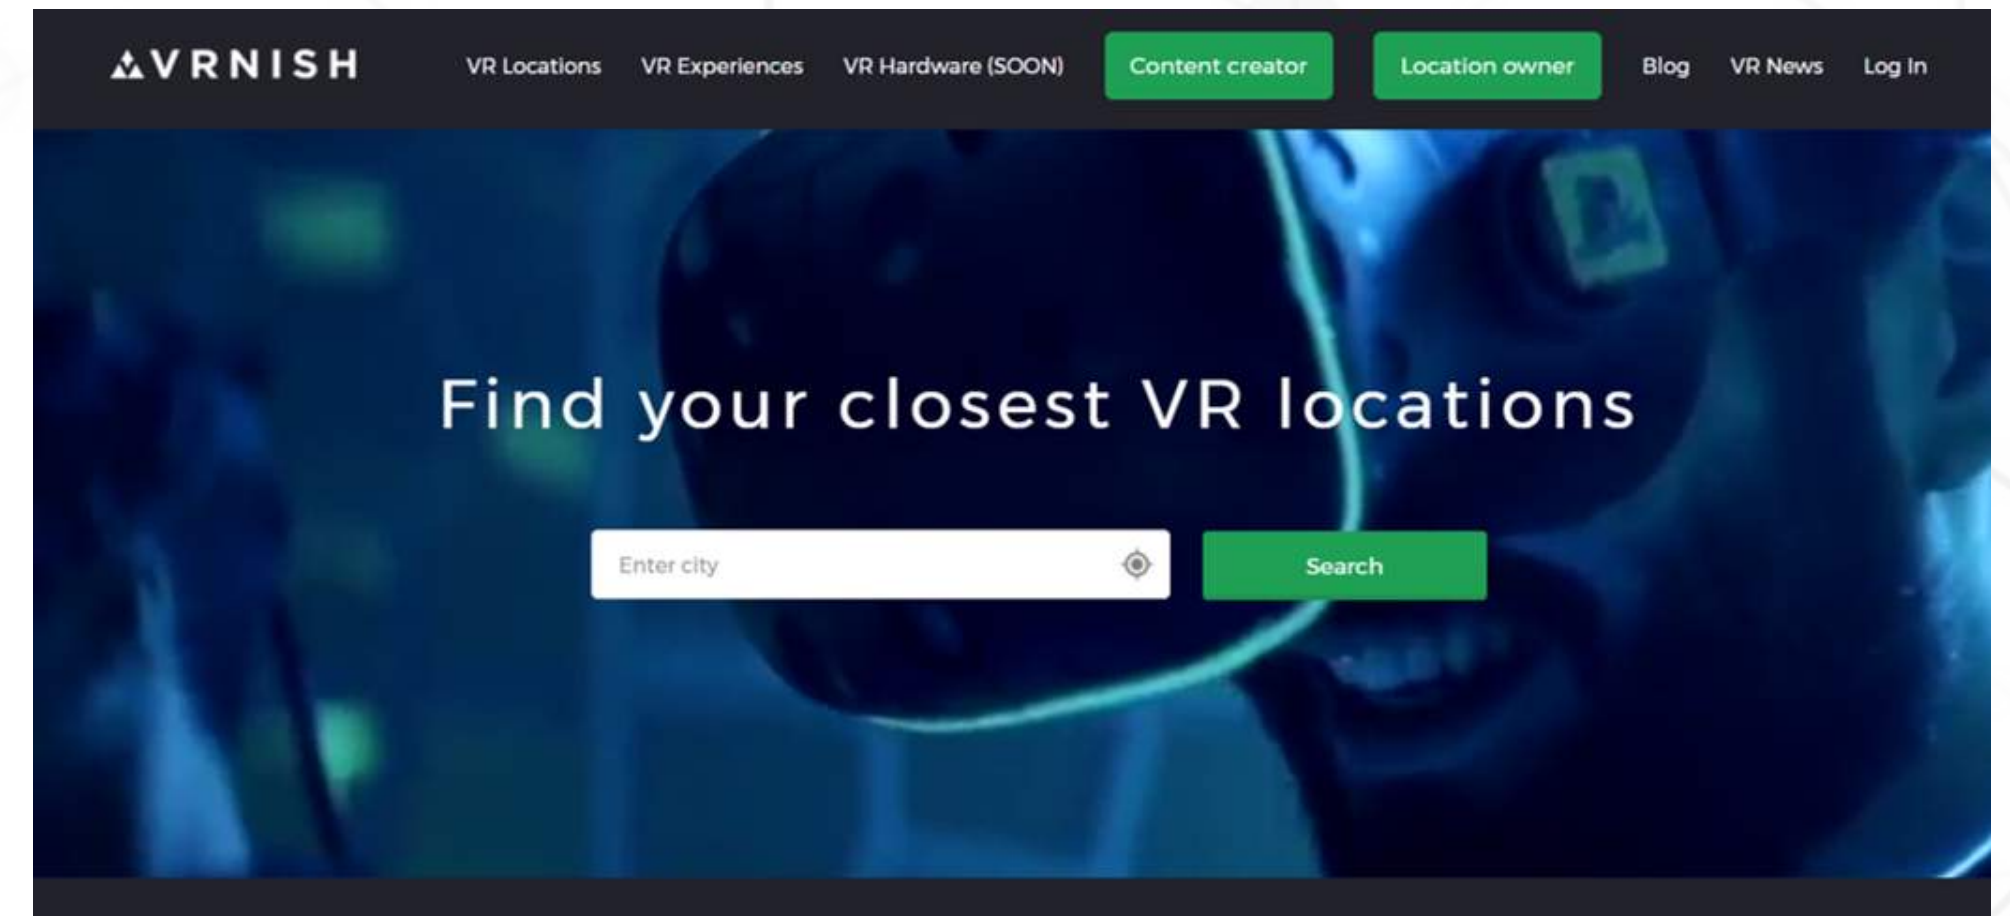 VRNISH
VR Locations VR Experiences VR Hardware (SOON) Content creator Location owner Blog VR News Log In
Find your closest VR locations
Enter city
Search